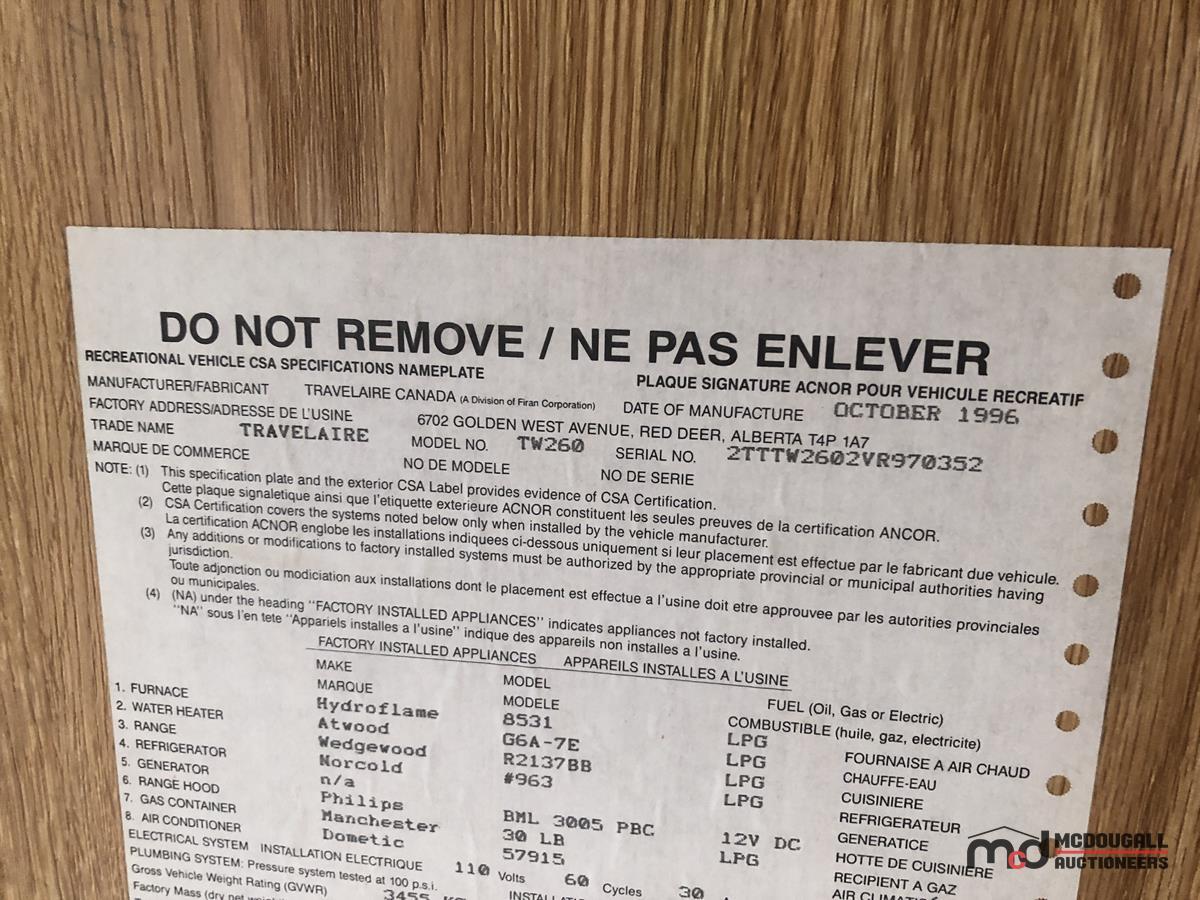 DO NOT REMOVE / NE PAS ENLEVER
RECREATIONAL VEHICLE CSA SPECIFICATIONS NAMEPLATE PLAQUE SIGNATURE ACNOR POUR VEHICULE RECREATIF
MANUFACTURER/FABRICANT TRAVELAIRE CANADA (A Division of Firan Corporation) DATE OF MANUFACTURE OCTOBER 1996
FACTORY ADDRESS/ADRESSE DE L'USINE 6702 GOLDEN WEST AVENUE, RED DEER, ALBERTA T4P 1A7
TRADE NAME TRAVELAIRE MODEL NO. TW260 SERIAL NO. 2TTTW2602VR970352
MARQUE DE COMMERCE NO DE MODELE NO DE SERIE
NOTE: (1) This specification plate and the exterior CSA Label provides evidence of CSA Certification.
Cette plaque signaletique ainsi que l'etiquette exterieure ACNOR constituent les seules preuves de la certification ANCOR.
(2) CSA Certification covers the systems noted below only when installed by the vehicle manufacturer.
La certification ACNOR englobe les installations indiquees ci-dessous uniquement si leur placement est effectue par le fabricant due vehicule.
(3) Any additions or modifications to factory installed systems must be authorized by the appropriate provincial or municipal authorities having
jurisdiction.
Toute adjonction ou modiciation aux installations dont le placement est effectue a l'usine doit etre approuvee par les autorities provinciales
ou municipales.
(4) (NA) under the heading "FACTORY INSTALLED APPLIANCES" indicates appliances not factory installed.
"NA" sous l'en tete "Appariels installes a l'usine" indique des appareils non installes a l'usine.
FACTORY INSTALLED APPLIANCES APPAREILS INSTALLES A L'USINE
MAKE MODEL FUEL (Oil, Gas or Electric)
MARQUE MODELE COMBUSTIBLE (huile, gaz, electricite)
1. FURNACE Hydroflame 8531 LPG FOURNAISE A AIR CHAUD
2. WATER HEATER Atwood G6A-7E LPG CHAUFFE-EAU
3. RANGE Wedgewood R2137BB LPG CUISINIERE
4. REFRIGERATOR Norcold #963 LPG REFRIGERATEUR
5. GENERATOR n/a GENERATICE
6. RANGE HOOD Philips BML 3005 PBC 12V DC HOTTE DE CUISINIERE
7. GAS CONTAINER Manchester 30 LB LPG RECIPIENT A GAZ
8. AIR CONDITIONER Dometic 57915
ELECTRICAL SYSTEM INSTALLATION ELECTRIQUE 110 Volts 60 Cycles 30
PLUMBING SYSTEM: Pressure system tested at 100 p.s.i.
Gross Vehicle Weight Rating (GVWR) 3455
Factory Mass (dry net
mcd MCDOUGALL
AUCTIONEERS